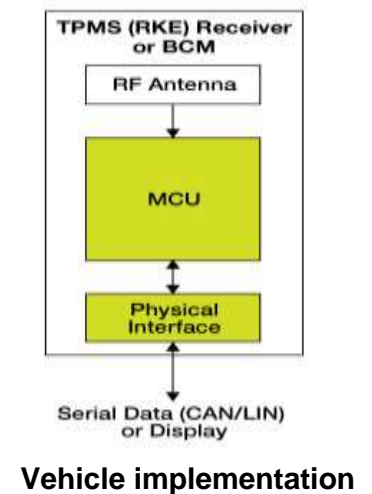 TPMS (RKE) Receiver
or BCM
RF Antenna
MCU
Physical
Interface
Serial Data (CAN/LIN)
or Display
Vehicle implementation